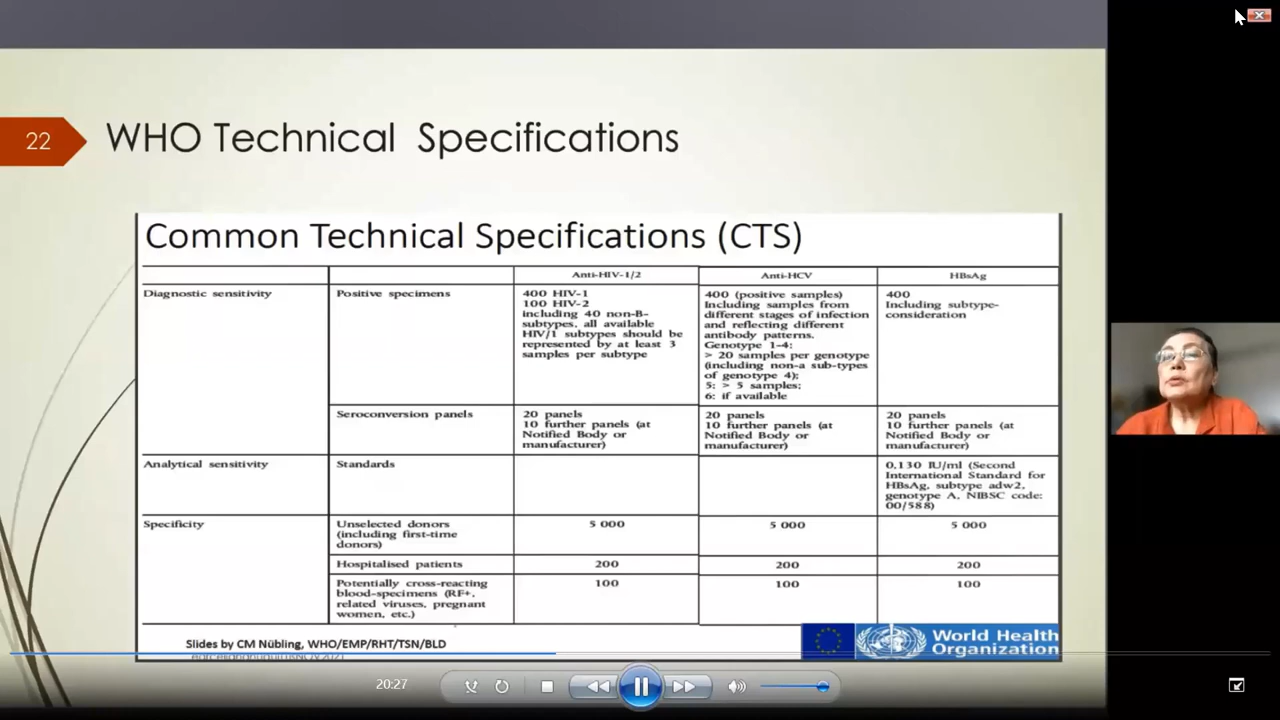 22
WHO Technical Specifications
Common Technical Specifications (CTS)
Anti-HIV-1/2
Anti-HCV
HBsAg
Diagnostic sensitivity
Positive specimens
400 HIV-1
100 HIV-2
including 40 non-B-
subtypes, all available
HIV/1 subtypes should be
represented by at least 3
samples per subtype
400 (positive samples)
Including samples from
different stages of infection
and reflecting different
antibody patterns.
Genotype 1-4:
> 20 samples per genotype
(including non-a sub-types
of genotype 4);
5: > 5 samples;
6: if available
400
Including subtype-
consideration
Seroconversion panels
20 panels
10 further panels (at
Notified Body or
manufacturer)
20 panels
10 further panels (at
Notified Body or
manufacturer)
20 panels
10 further panels (at
Notified Body or
manufacturer)
Analytical sensitivity
Standards
0,130 IU/ml (Second
International Standard for
HBsAg, subtype adw2,
genotype A, NIBSC code:
00/588)
Specificity
Unselected donors
(including first-time
donors)
5 000
5 000
5 000
Hospitalised patients
200
200
200
Potentially cross-reacting
blood-specimens (RF+,
related viruses, pregnant
women, etc.)
100
100
100
Slides by CM Nübling, WHO/EMP/RHT/TSN/BLD
World Health
Organization
20:27